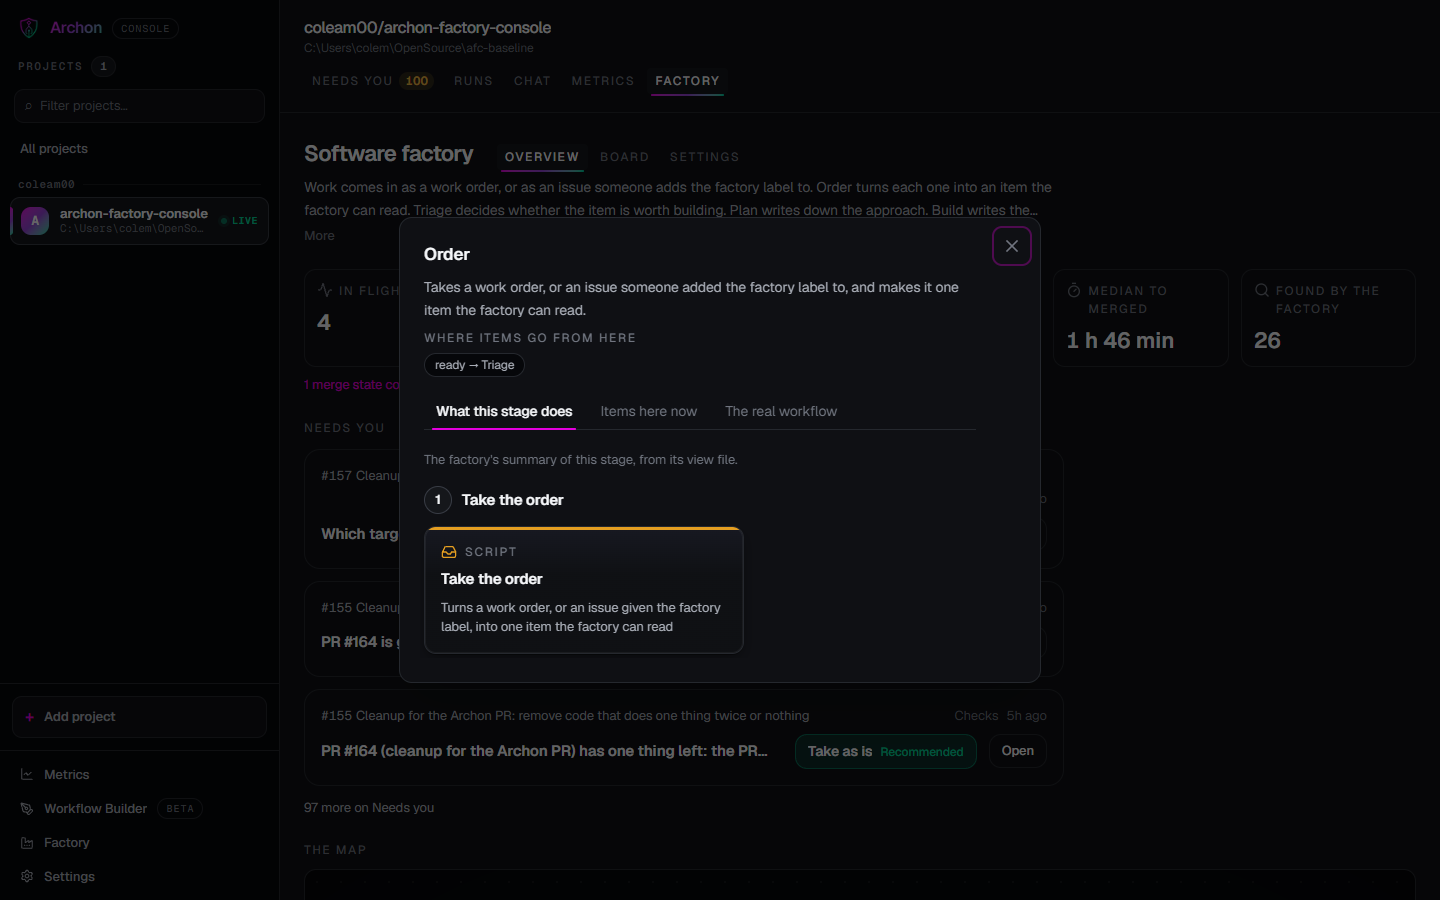 Archon
CONSOLE
PROJECTS 1
Filter projects...
All projects
coleam00
A
archon-factory-console
C:\Users\colem\OpenSo...
LIVE
Add project
Metrics
Workflow Builder BETA
Factory
Settings
coleam00/archon-factory-console
C:\Users\colem\OpenSource\afc-baseline
NEEDS YOU 100 RUNS CHAT METRICS FACTORY
Software factory OVERVIEW BOARD SETTINGS
Work comes in as a work order, or as an issue someone adds the factory label to. Order turns each one into an item the
factory can read. Triage decides whether the item is worth building. Plan writes down the approach. Build writes the...
More
IN FLIGH
4
MEDIAN TO
MERGED
1 h 46 min
FOUND BY THE
FACTORY
26
1 merge state co
NEEDS YOU
#157 Cleanup
Which targ
#155 Cleanup
PR #164 is
Order
Takes a work order, or an issue someone added the factory label to, and makes it one
item the factory can read.
WHERE ITEMS GO FROM HERE
ready → Triage
What this stage does Items here now The real workflow
The factory's summary of this stage, from its view file.
1 Take the order
SCRIPT
Take the order
Turns a work order, or an issue given the factory
label, into one item the factory can read
#155 Cleanup for the Archon PR: remove code that does one thing twice or nothing
Checks 5h ago
PR #164 (cleanup for the Archon PR) has one thing left: the PR...
Take as is Recommended
Open
97 more on Needs you
THE MAP